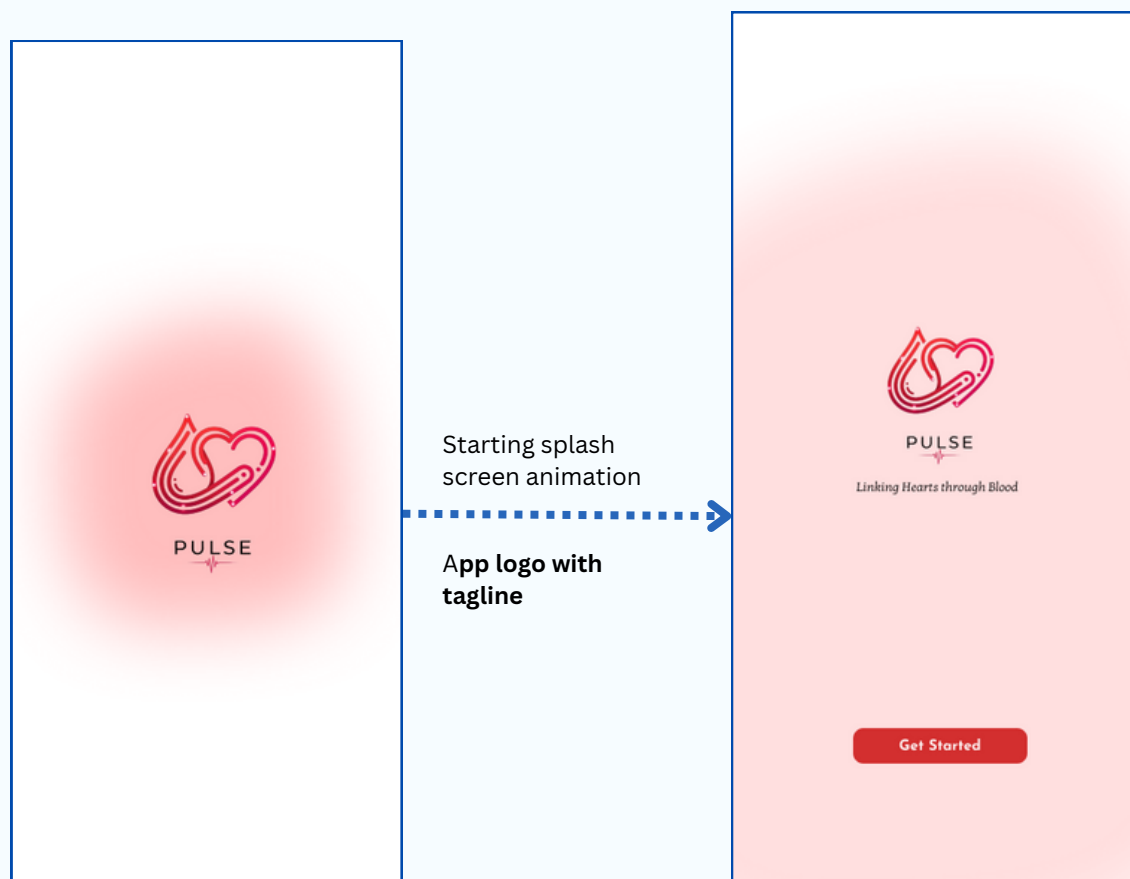 PULSE
Starting splash
screen animation
App logo with
tagline
PULSE
Linking Hearts through Blood
Get Started